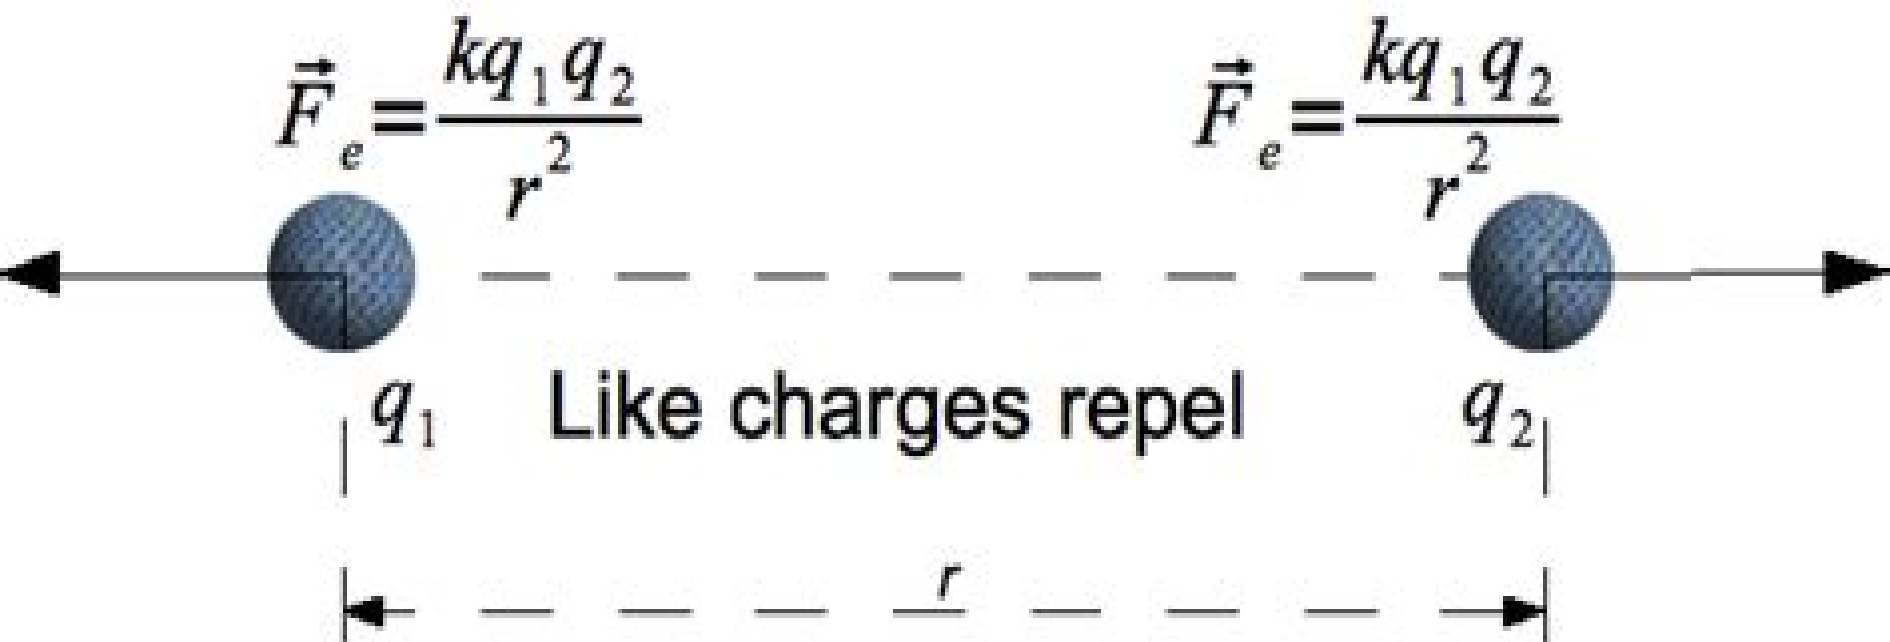 F⃗ₑ = kq₁q₂ / r²
F⃗ₑ = kq₁q₂ / r²
q₁
Like charges repel
q₂
r